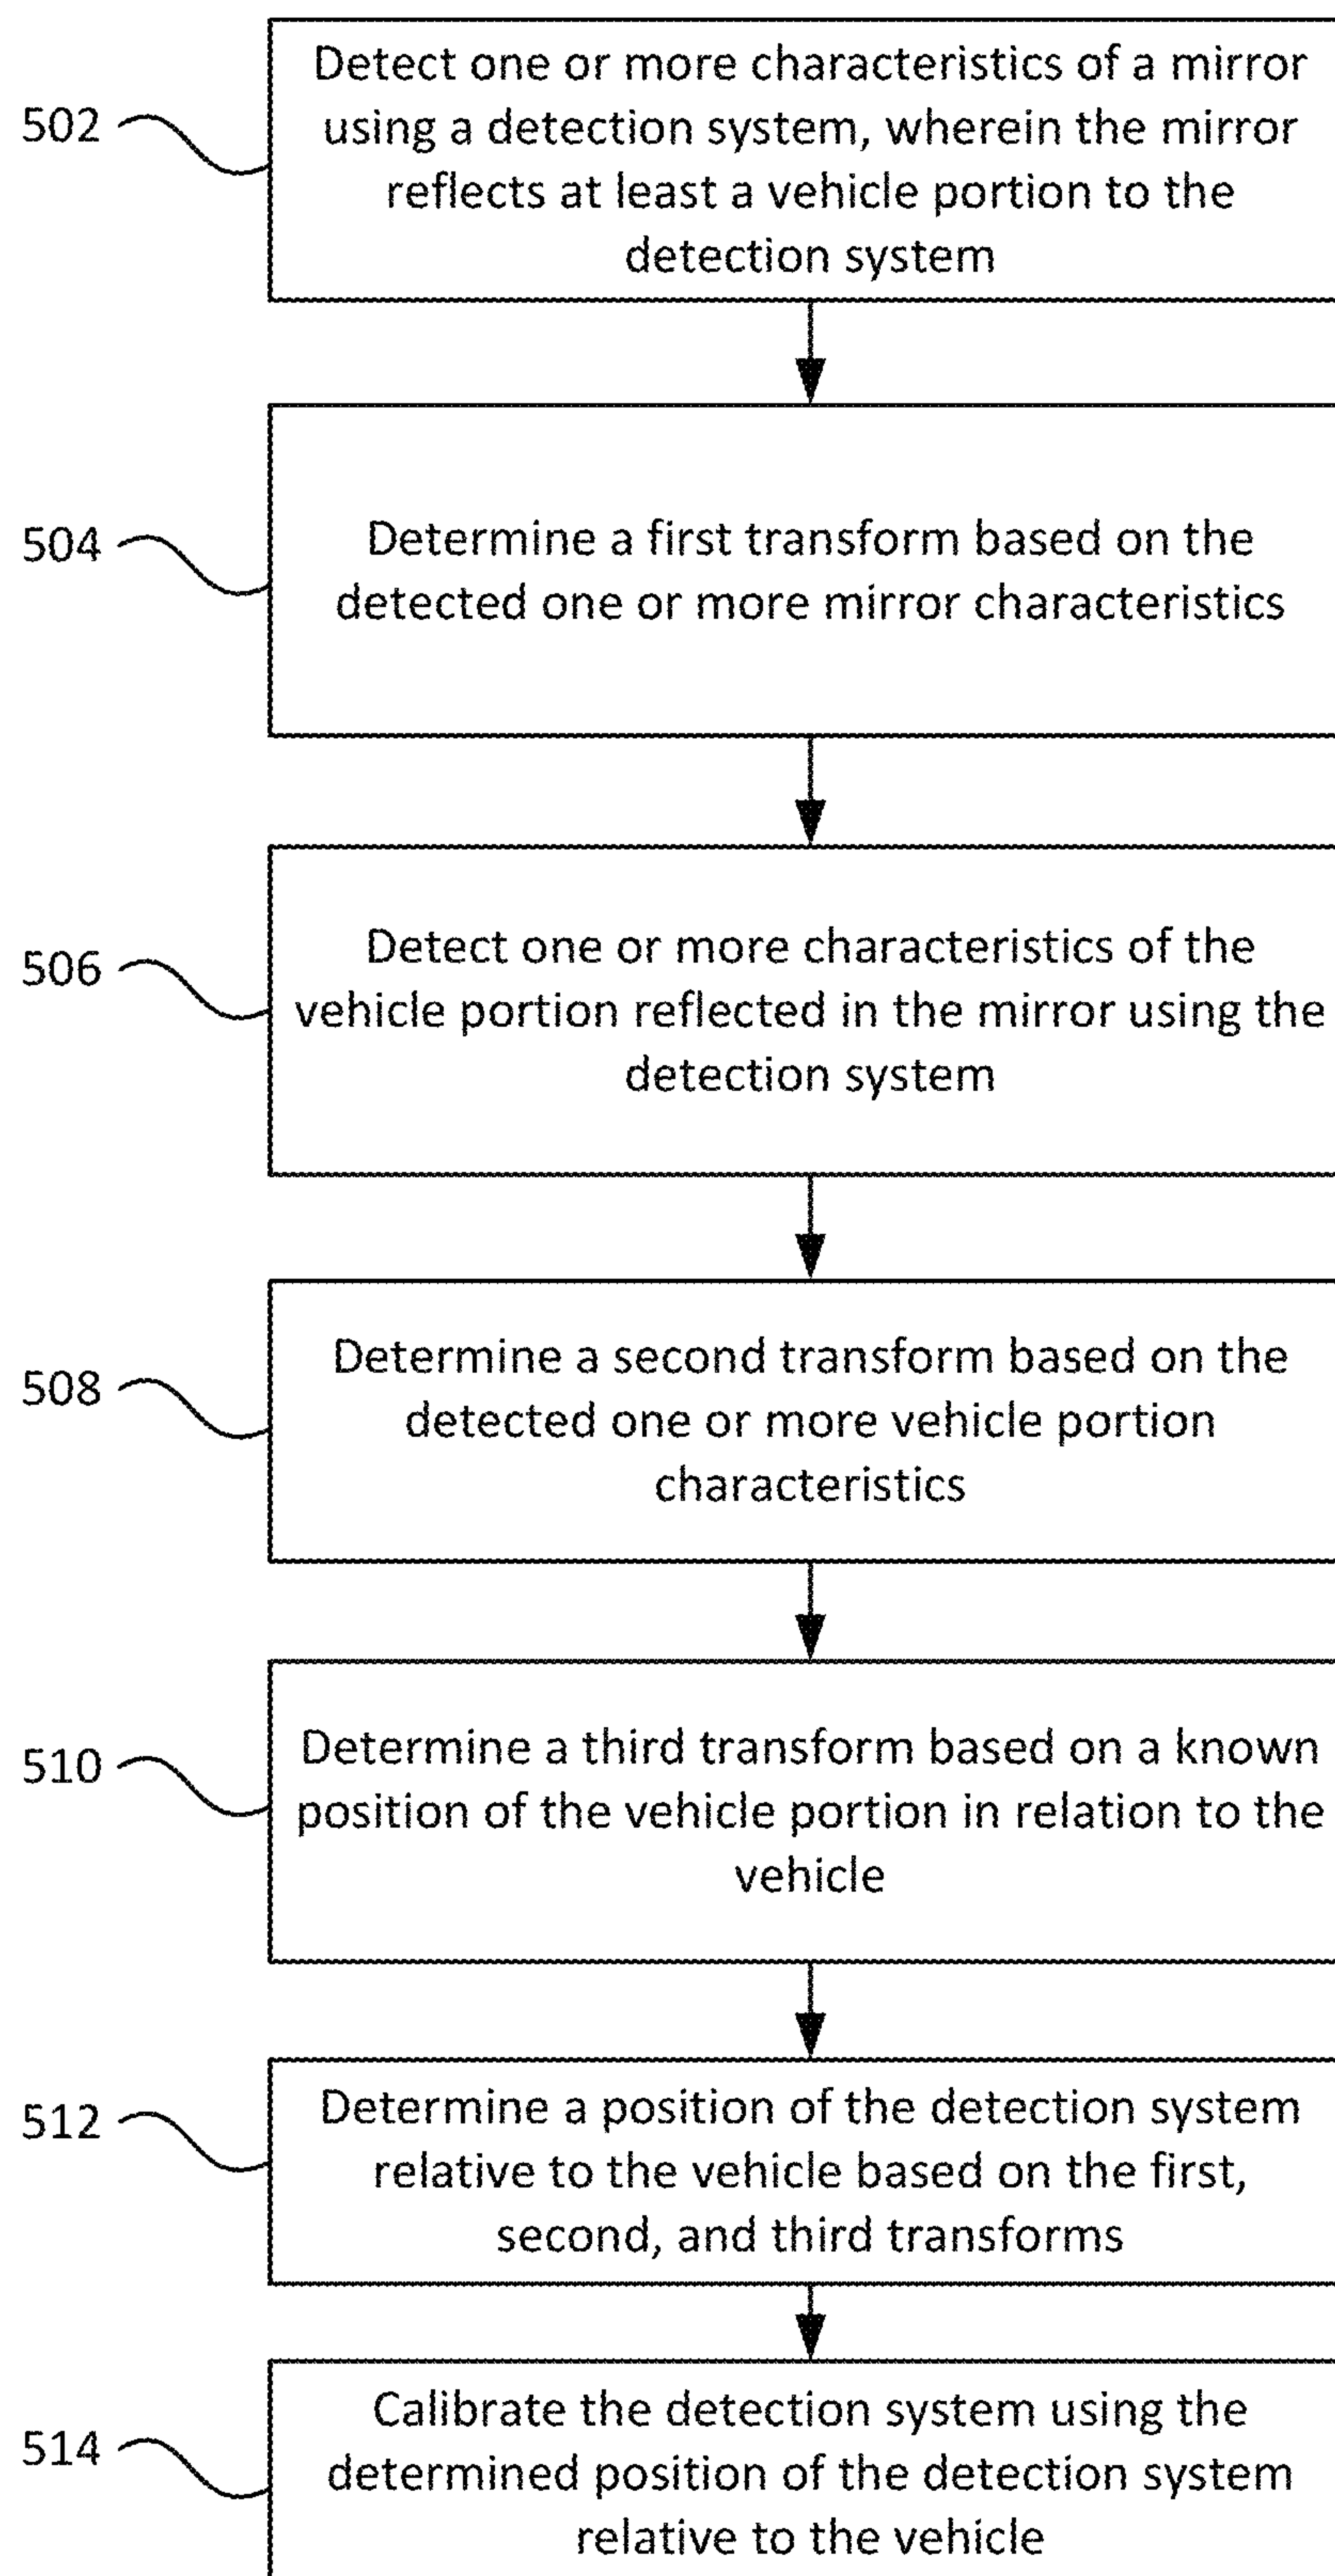 502
Detect one or more characteristics of a mirror
using a detection system, wherein the mirror
reflects at least a vehicle portion to the
detection system
504
Determine a first transform based on the
detected one or more mirror characteristics
506
Detect one or more characteristics of the
vehicle portion reflected in the mirror using the
detection system
508
Determine a second transform based on the
detected one or more vehicle portion
characteristics
510
Determine a third transform based on a known
position of the vehicle portion in relation to the
vehicle
512
Determine a position of the detection system
relative to the vehicle based on the first,
second, and third transforms
514
Calibrate the detection system using the
determined position of the detection system
relative to the vehicle